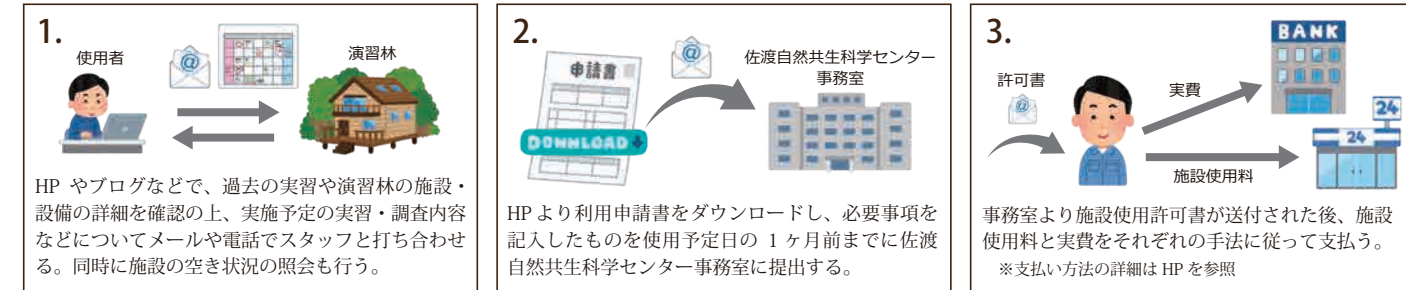 1.
使用者
演習林
HP やブログなどで、過去の実習や演習林の施設・
設備の詳細を確認の上、実施予定の実習・調査内容
などについてメールや電話でスタッフと打ち合わせ
る。同時に施設の空き状況の照会も行う。
2.
申請書
DOWNLOAD
佐渡自然共生科学センター
事務室
HP より利用申請書をダウンロードし、必要事項を
記入したものを使用予定日の 1 ヶ月前までに佐渡
自然共生科学センター事務室に提出する。
3.
許可書
実費
BANK
24
24
施設使用料
事務室より施設使用許可書が送付された後、施設
使用料と実費をそれぞれの手法に従って支払う。
※支払い方法の詳細は HP を参照